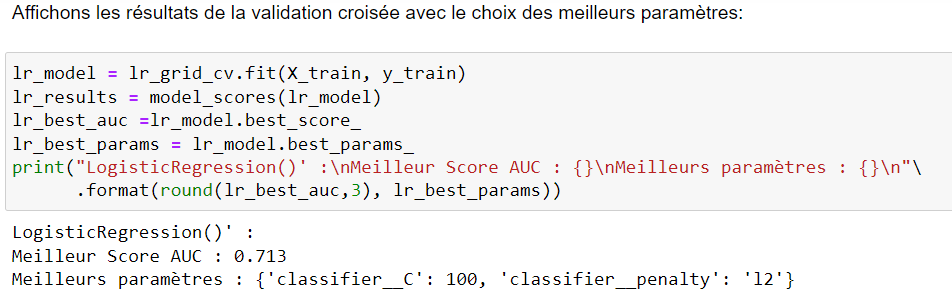 Affichons les résultats de la validation croisée avec le choix des meilleurs paramètres:
lr_model = lr_grid_cv.fit(X_train, y_train)
lr_results = model_scores(lr_model)
lr_best_auc =lr_model.best_score_
lr_best_params = lr_model.best_params_
print("LogisticRegression()' :\nMeilleur Score AUC : {}\nMeilleurs paramètres : {}\n"\
      .format(round(lr_best_auc,3), lr_best_params))
LogisticRegression()' :
Meilleur Score AUC : 0.713
Meilleurs paramètres : {'classifier__C': 100, 'classifier__penalty': 'l2'}